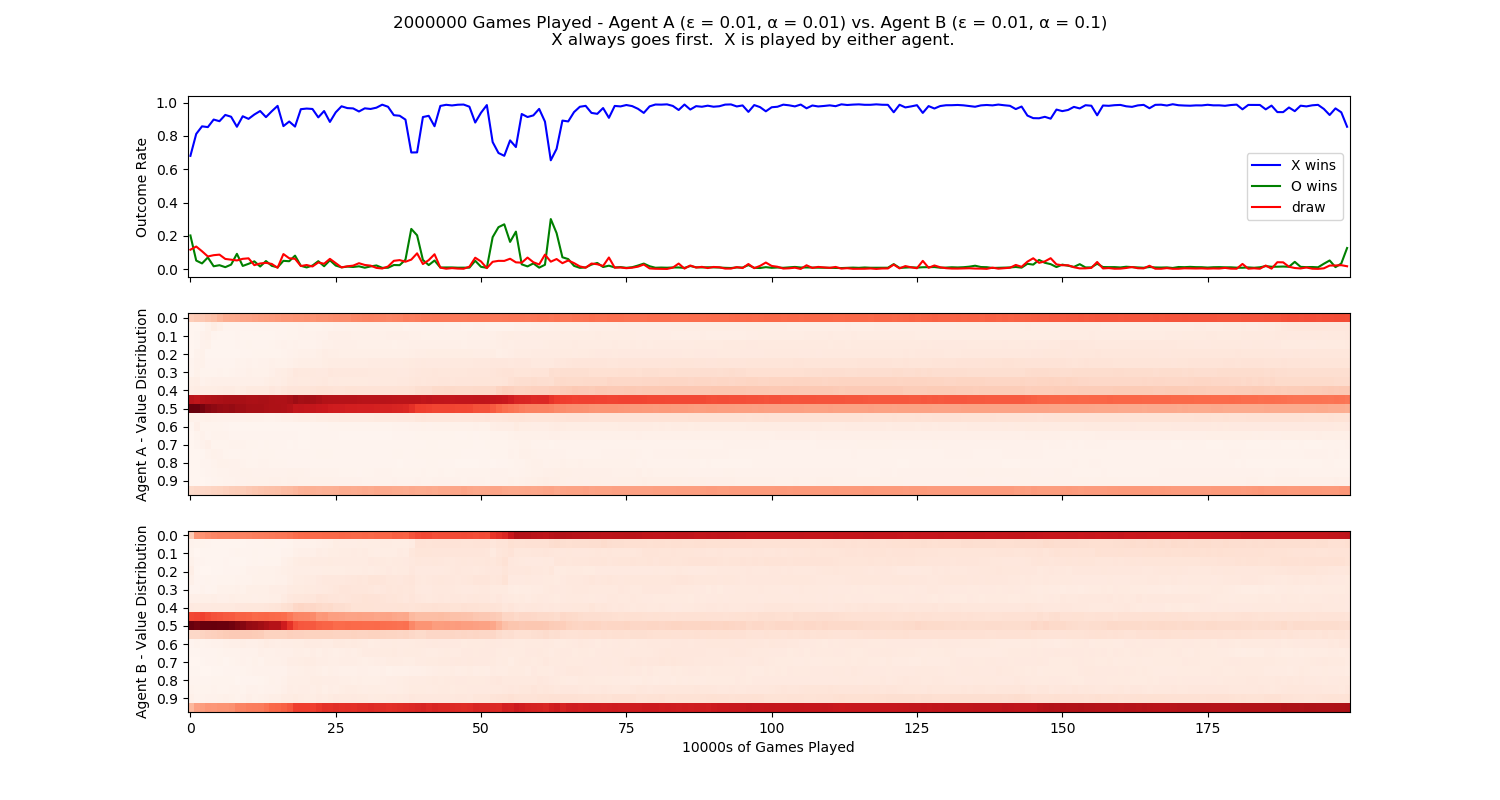 2000000 Games Played - Agent A (ε = 0.01, α = 0.01) vs. Agent B (ε = 0.01, α = 0.1)
X always goes first.  X is played by either agent.
Outcome Rate
1.0
0.8
0.6
0.4
0.2
0.0
X wins
O wins
draw
Agent A - Value Distribution
0.0
0.1
0.2
0.3
0.4
0.5
0.6
0.7
0.8
0.9
Agent B - Value Distribution
0.0
0.1
0.2
0.3
0.4
0.5
0.6
0.7
0.8
0.9
0 25 50 75 100 125 150 175
10000s of Games Played